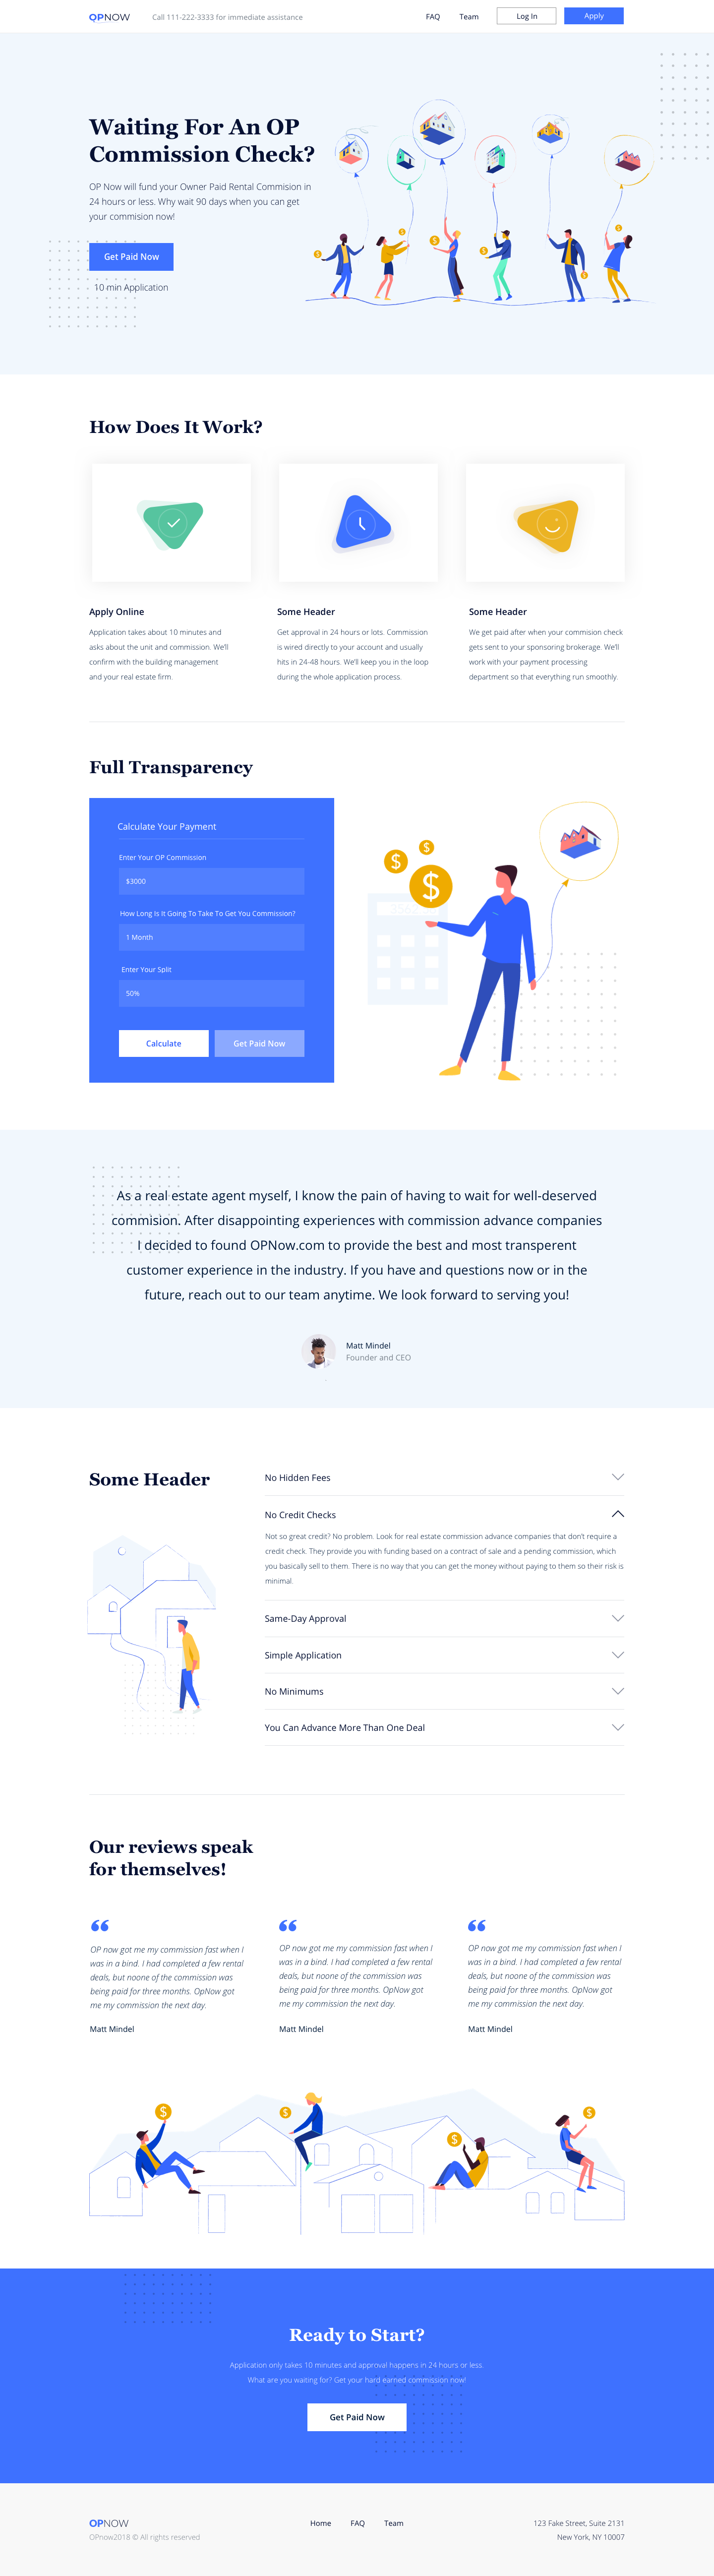 OPNOW
Call 111-222-3333 for immediate assistance
FAQ
Team
Log In
Apply
Waiting For An OP
Commission Check?
OP Now will fund your Owner Paid Rental Commision in
24 hours or less. Why wait 90 days when you can get
your commision now!
Get Paid Now
10 min Application
How Does It Work?
Apply Online
Application takes about 10 minutes and
asks about the unit and commission. We'll
confirm with the building management
and your real estate firm.
Some Header
Get approval in 24 hours or lots. Commission
is wired directly to your account and usually
hits in 24-48 hours. We'll keep you in the loop
during the whole application process.
Some Header
We get paid after when your commision check
gets sent to your sponsoring brokerage. We'll
work with your payment processing
department so that everything run smoothly.
Full Transparency
Calculate Your Payment
Enter Your OP Commission
$3000
How Long Is It Going To Take To Get You Commission?
1 Month
Enter Your Split
50%
Calculate
Get Paid Now
As a real estate agent myself, I know the pain of having to wait for well-deserved
commision. After disappointing experiences with commission advance companies
I decided to found OPNow.com to provide the best and most transperent
customer experience in the industry. If you have and questions now or in the
future, reach out to our team anytime. We look forward to serving you!
Matt Mindel
Founder and CEO
Some Header
No Hidden Fees
No Credit Checks
Not so great credit? No problem. Look for real estate commission advance companies that don't require a
credit check. They provide you with funding based on a contract of sale and a pending commission, which
you basically sell to them. There is no way that you can get the money without paying to them so their risk is
minimal.
Same-Day Approval
Simple Application
No Minimums
You Can Advance More Than One Deal
Our reviews speak
for themselves!
OP now got me my commission fast when I
was in a bind. I had completed a few rental
deals, but noone of the commission was
being paid for three months. OpNow got
me my commission the next day.
Matt Mindel
OP now got me my commission fast when I
was in a bind. I had completed a few rental
deals, but noone of the commission was
being paid for three months. OpNow got
me my commission the next day.
Matt Mindel
OP now got me my commission fast when I
was in a bind. I had completed a few rental
deals, but noone of the commission was
being paid for three months. OpNow got
me my commission the next day.
Matt Mindel
Ready to Start?
Application only takes 10 minutes and approval happens in 24 hours or less.
What are you waiting for? Get your hard earned commission now!
Get Paid Now
OPNOW
OPnow2018 © All rights reserved
Home
FAQ
Team
123 Fake Street, Suite 2131
New York, NY 10007